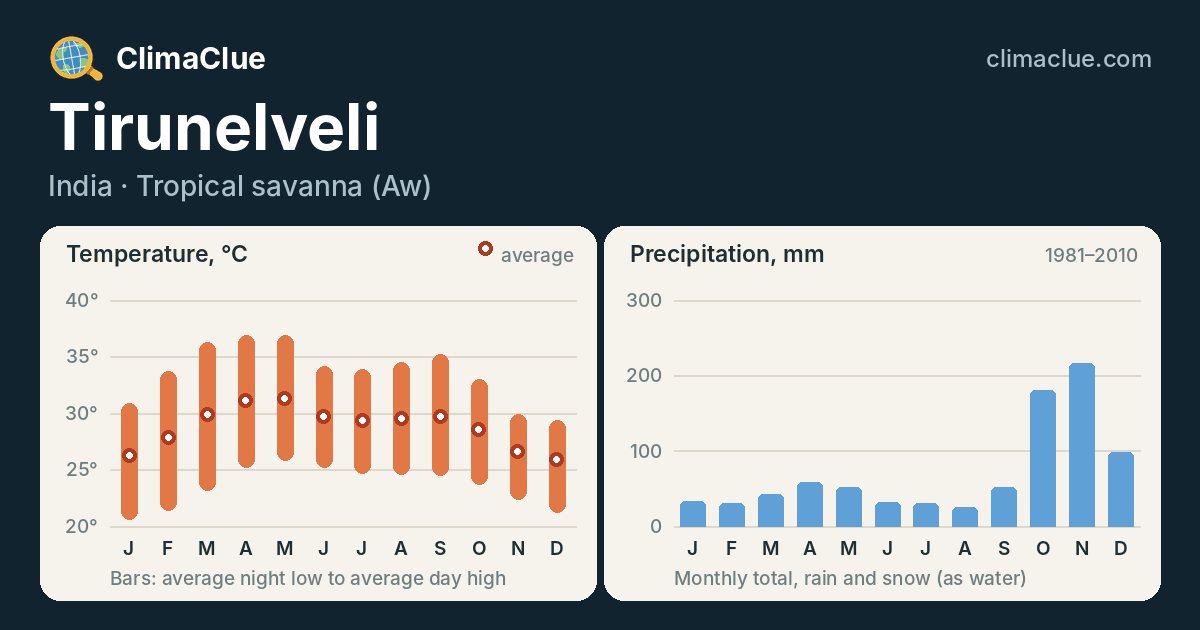 ClimaClue
climaclue.com
Tirunelveli
India · Tropical savanna (Aw)
Temperature, °C
average
40°
35°
30°
25°
20°
J F M A M J J A S O N D
Bars: average night low to average day high
Precipitation, mm
1981–2010
300
200
100
0
J F M A M J J A S O N D
Monthly total, rain and snow (as water)